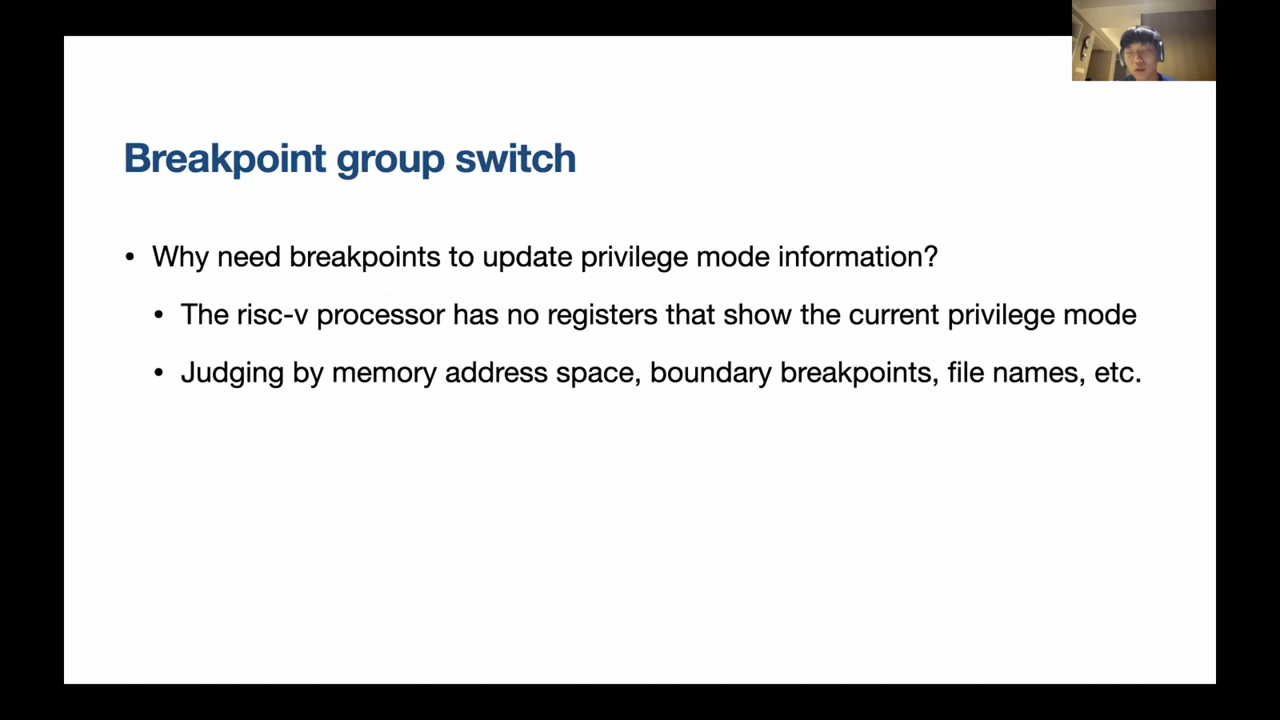 Breakpoint group switch
• Why need breakpoints to update privilege mode information?
• The risc-v processor has no registers that show the current privilege mode
• Judging by memory address space, boundary breakpoints, file names, etc.